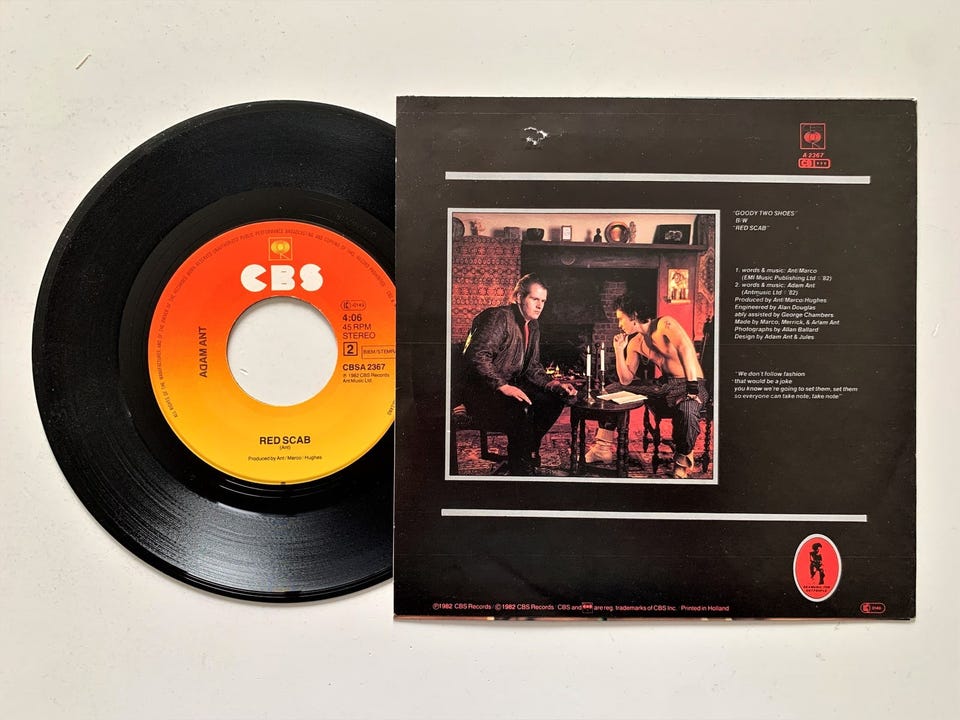 CBS
4:06
45 RPM
STEREO
2
BIEM/STEMRA
CBSA 2367
℗ 1982 CBS Records
Ant Music Ltd
ADAM ANT
RED SCAB
(Ant)
Produced by Ant / Marco / Hughes
A 2367
CB
"GOODY TWO SHOES"
B/W
"RED SCAB"
1. words & music: Ant/Marco
(EMI Music Publishing Ltd '82)
2. words & music: Adam Ant
(Antmusic Ltd '82)
Produced by Ant/Marco/Hughes
Engineered by Alan Douglas
ably assisted by George Chambers
Made by Marco, Merrick, & Adam Ant
Photographs by Allan Ballard
Design by Adam Ant & Jules
"We don't follow fashion
that would be a joke
you know we're going to set them, set them
so everyone can take note, take note"
℗1982 CBS Records / ©1982 CBS Records / CBS and CBS are reg. trademarks of CBS Inc. / Printed in Holland